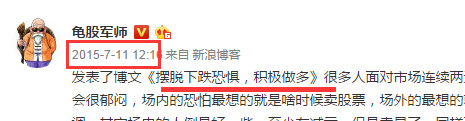 龟股军师
2015-7-11 12:16 来自 新浪博客
发表了博文《摆脱下跌恐惧，积极做多》很多人面对市场连续两
会很郁闷，场内的恐怕最想的就是啥时候卖股票，场外的最想的